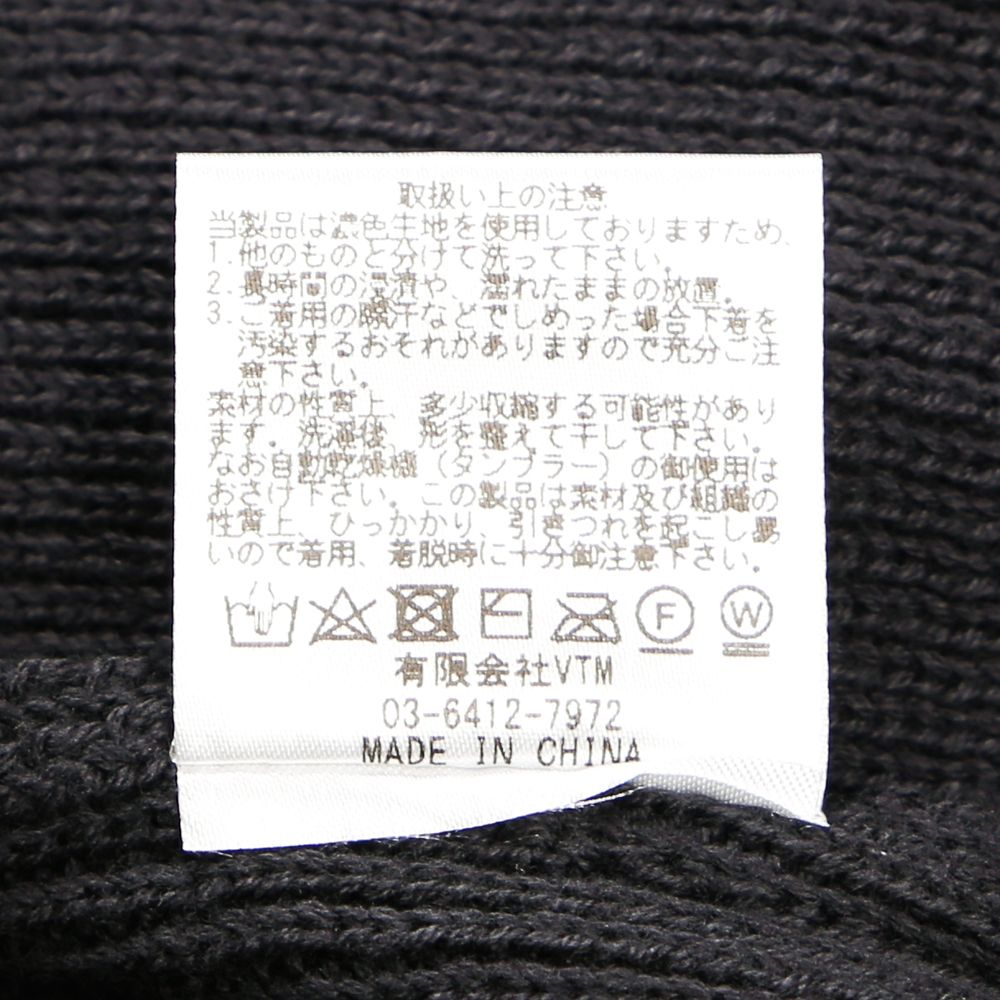 取扱い上の注意
当製品は濃色生地を使用しておりますため、
1.他のものと分けて洗って下さい。
2.長時間の浸漬や、濡れたままの放置。
3.ご着用の際汗などでしめった場合下着を
汚染するおそれがありますので充分ご注
意下さい。
素材の性質上、多少収縮する可能性があり
ます。洗濯後、形を整えて干して下さい。
なお自動乾燥機（タンブラー）の御使用は
おさけ下さい。この製品は素材及び組織の
性質上、ひっかかり、引きつれを起こし易
いので着用、着脱時に十分御注意下さい。
F W
有限会社VTM
03-6412-7972
MADE IN CHINA